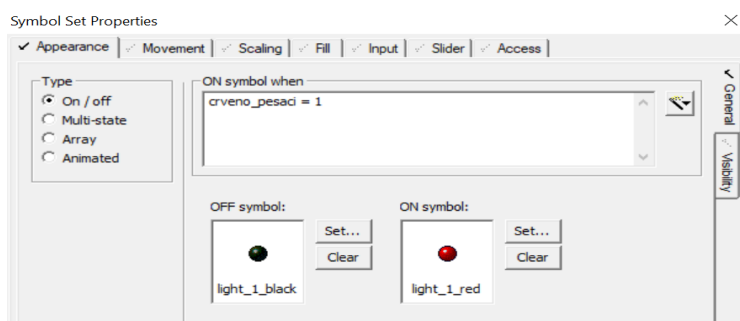 Symbol Set Properties
Appearance Movement Scaling Fill Input Slider Access
Type
On / off
Multi-state
Array
Animated
ON symbol when
crveno_pesaci = 1
General
Visibility
OFF symbol:
Set...
Clear
light_1_black
ON symbol:
Set...
Clear
light_1_red